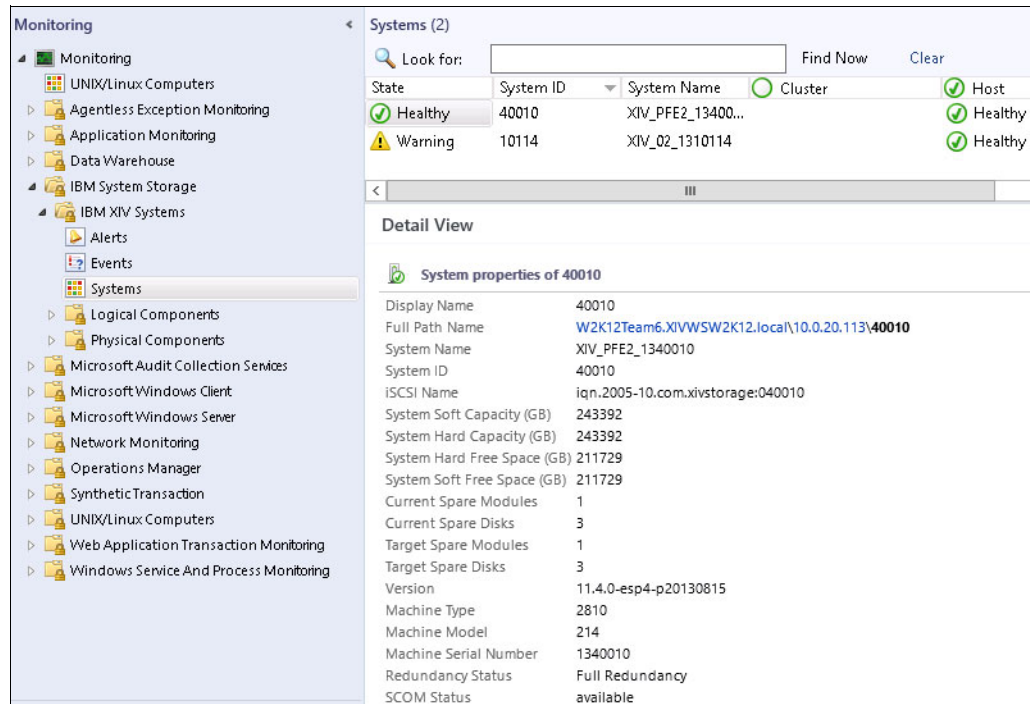 Monitoring
Monitoring
UNIX/Linux Computers
Agentless Exception Monitoring
Application Monitoring
Data Warehouse
IBM System Storage
IBM XIV Systems
Alerts
Events
Systems
Logical Components
Physical Components
Microsoft Audit Collection Services
Microsoft Windows Client
Microsoft Windows Server
Network Monitoring
Operations Manager
Synthetic Transaction
UNIX/Linux Computers
Web Application Transaction Monitoring
Windows Service And Process Monitoring
Systems (2)
Look for: Find Now Clear
State System ID System Name Cluster Host
Healthy 40010 XIV_PFE2_13400... Healthy
Warning 10114 XIV_02_1310114 Healthy
Detail View
System properties of 40010
Display Name 40010
Full Path Name W2K12Team6.XIVWSW2K12.local\10.0.20.113\40010
System Name XIV_PFE2_1340010
System ID 40010
iSCSI Name iqn.2005-10.com.xivstorage:040010
System Soft Capacity (GB) 243392
System Hard Capacity (GB) 243392
System Hard Free Space (GB) 211729
System Soft Free Space (GB) 211729
Current Spare Modules 1
Current Spare Disks 3
Target Spare Modules 1
Target Spare Disks 3
Version 11.4.0-esp4-p20130815
Machine Type 2810
Machine Model 214
Machine Serial Number 1340010
Redundancy Status Full Redundancy
SCOM Status available